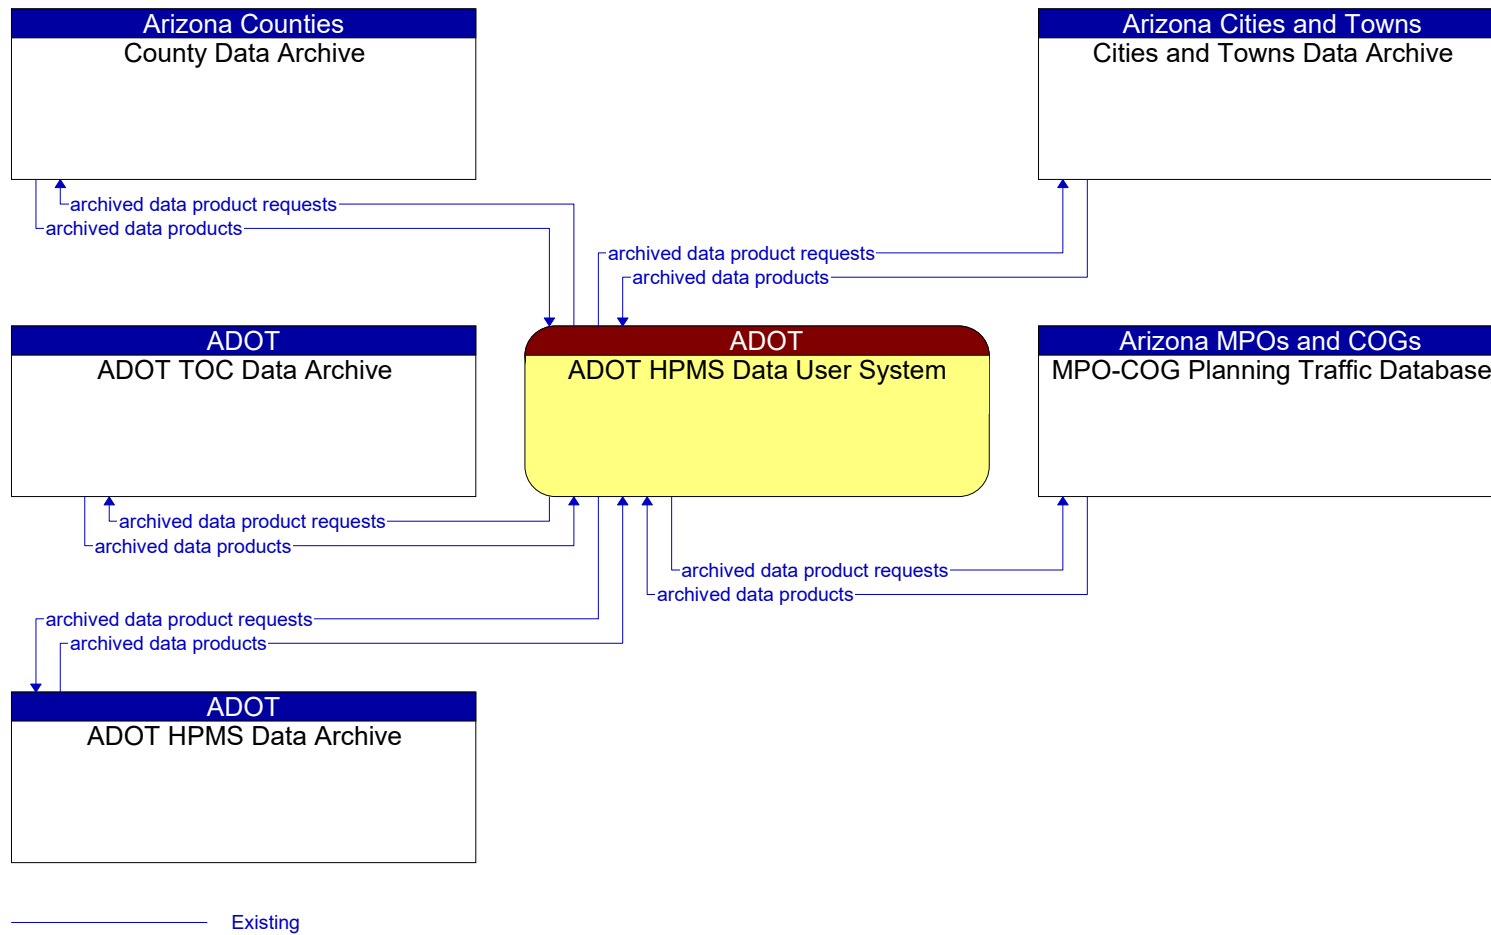 Arizona Counties
County Data Archive
Arizona Cities and Towns
Cities and Towns Data Archive
archived data product requests
archived data products
archived data product requests
archived data products
ADOT
ADOT TOC Data Archive
ADOT
ADOT HPMS Data User System
Arizona MPOs and COGs
MPO-COG Planning Traffic Database
archived data product requests
archived data products
archived data product requests
archived data products
archived data product requests
archived data products
ADOT
ADOT HPMS Data Archive
Existing